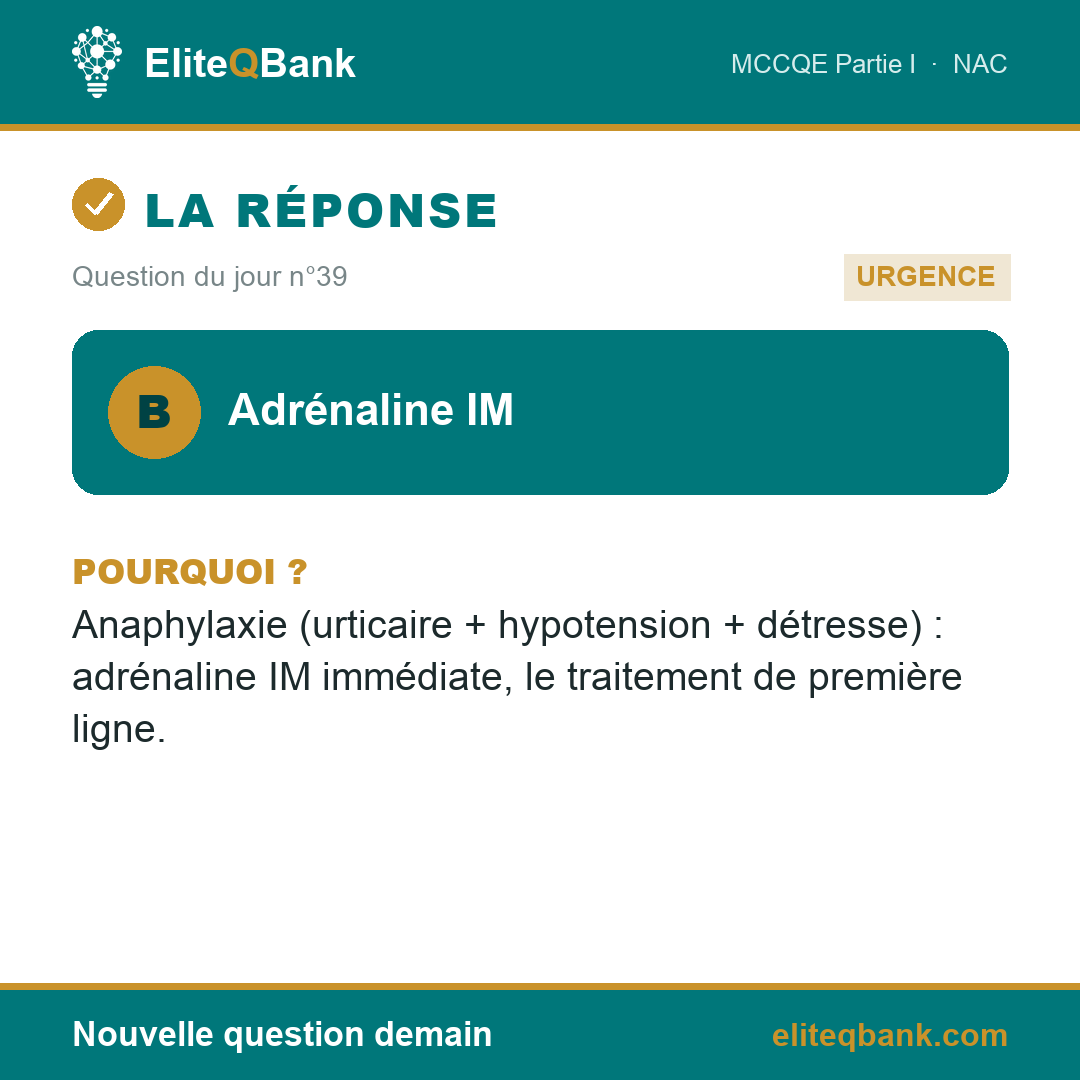 EliteQBank
MCCQE Partie I · NAC
LA RÉPONSE
Question du jour n°39
URGENCE
B Adrénaline IM
POURQUOI ?
Anaphylaxie (urticaire + hypotension + détresse) :
adrénaline IM immédiate, le traitement de première
ligne.
Nouvelle question demain
eliteqbank.com